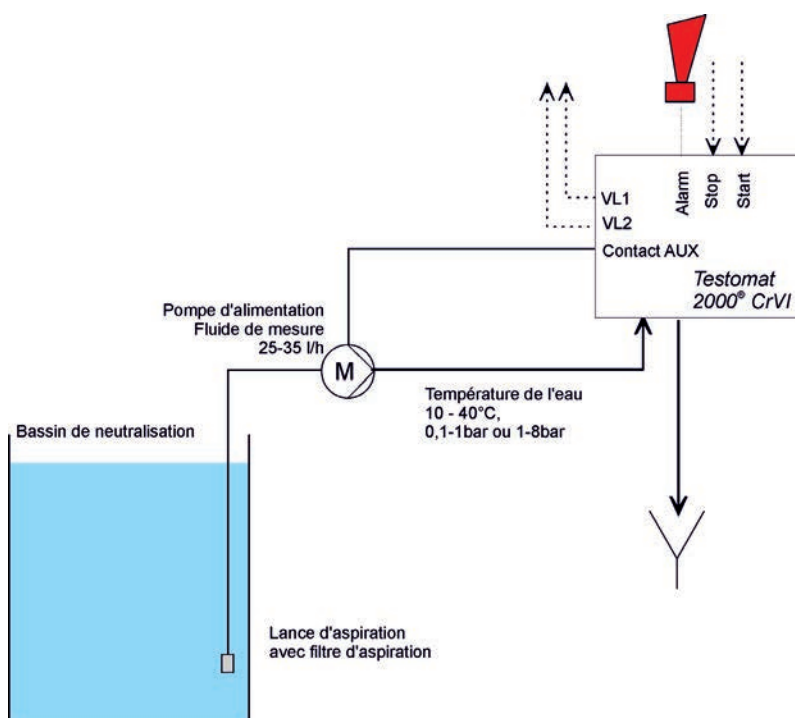 Alarm
Stop
Start
VL1
VL2
Contact AUX
Testomat
2000® CrVI
Pompe d'alimentation
Fluide de mesure
25-35 l/h
M
Température de l'eau
10 - 40°C,
0,1-1bar ou 1-8bar
Bassin de neutralisation
Lance d'aspiration
avec filtre d'aspiration